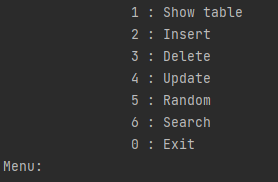 1 : Show table
2 : Insert
3 : Delete
4 : Update
5 : Random
6 : Search
0 : Exit
Menu: